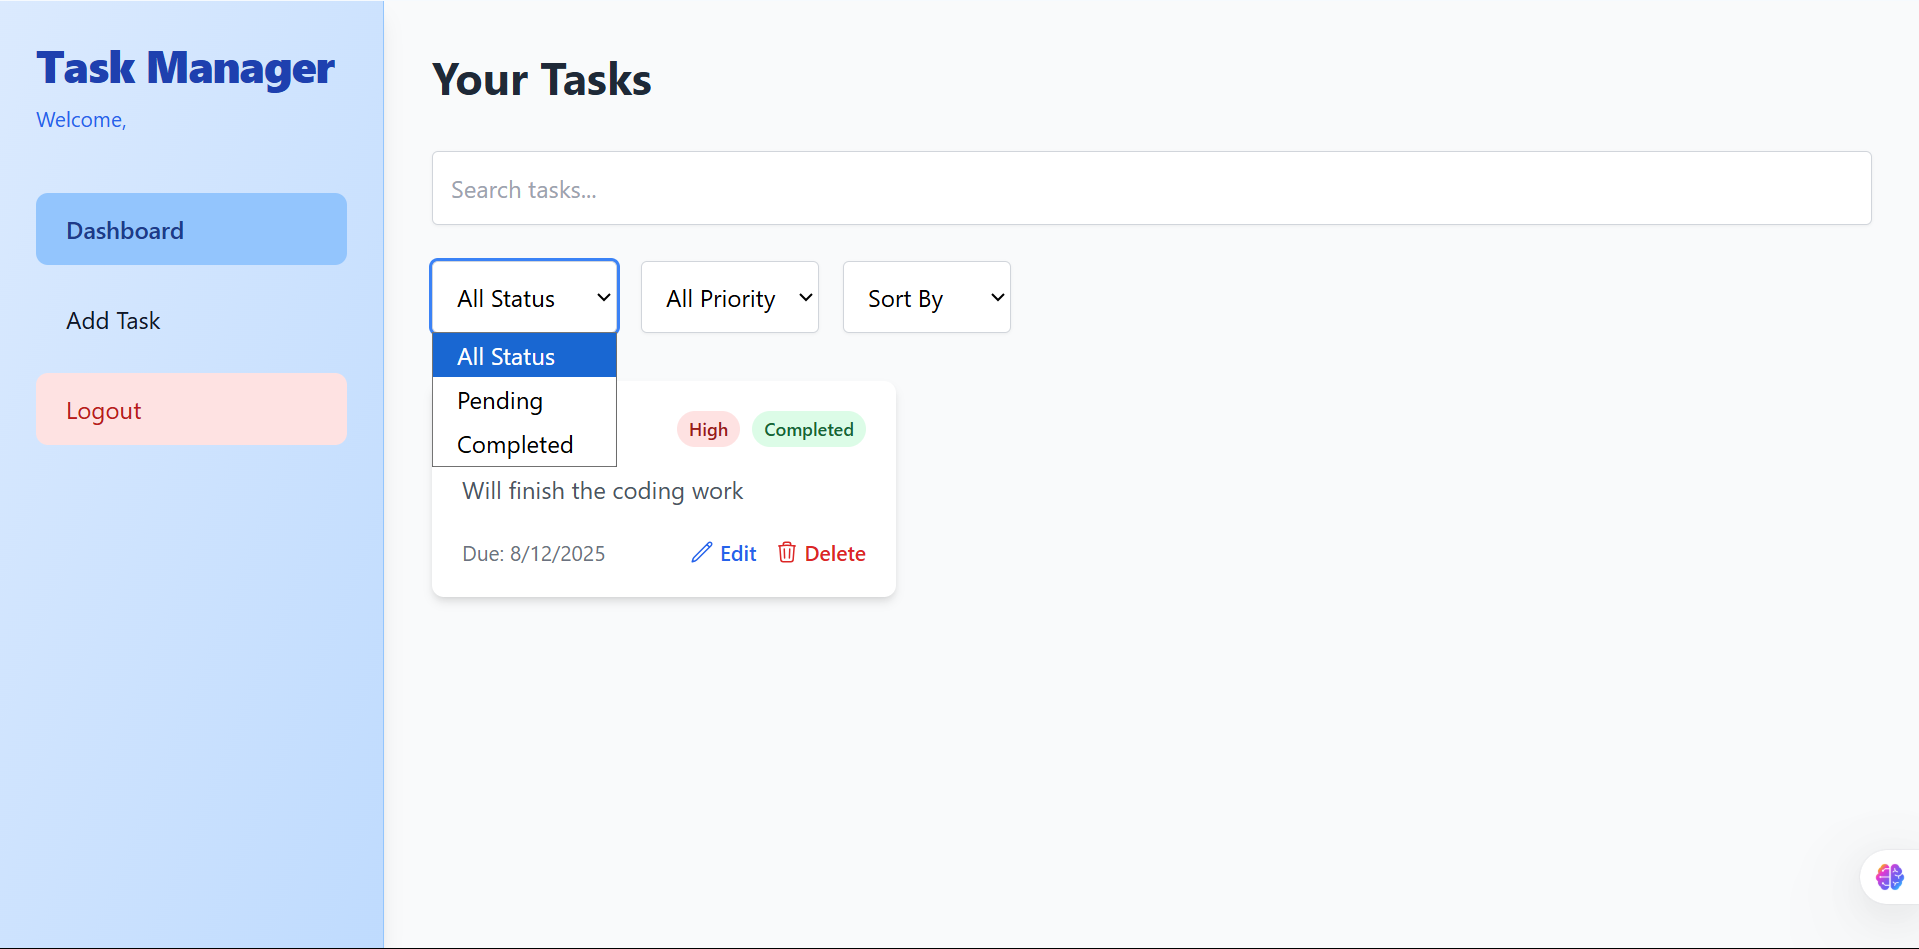 Task Manager
Welcome,
Dashboard
Add Task
Logout
Your Tasks
Search tasks...
All Status
All Priority
Sort By
All Status
Pending
Completed
High
Completed
Will finish the coding work
Due: 8/12/2025
Edit
Delete